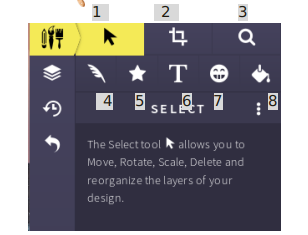 1 2 3
T
4 5 6 7 8
SELECT
The Select tool allows you to
Move, Rotate, Scale, Delete and
reorganize the layers of your
design.